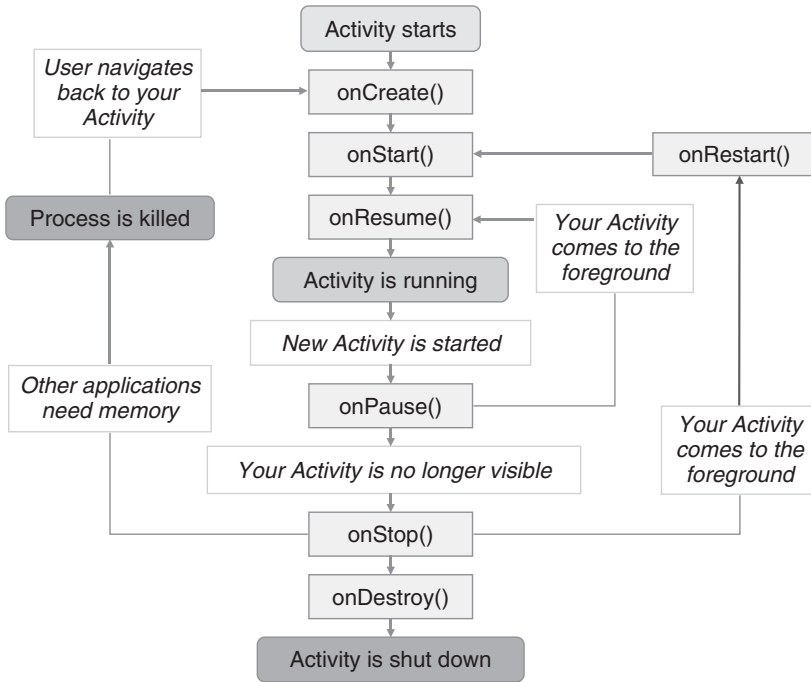 Activity starts
User navigates
back to your
Activity
onCreate()
onStart()
onRestart()
Process is killed
onResume()
Your Activity
comes to the
foreground
Activity is running
New Activity is started
Other applications
need memory
onPause()
Your Activity
comes to the
foreground
Your Activity is no longer visible
onStop()
onDestroy()
Activity is shut down